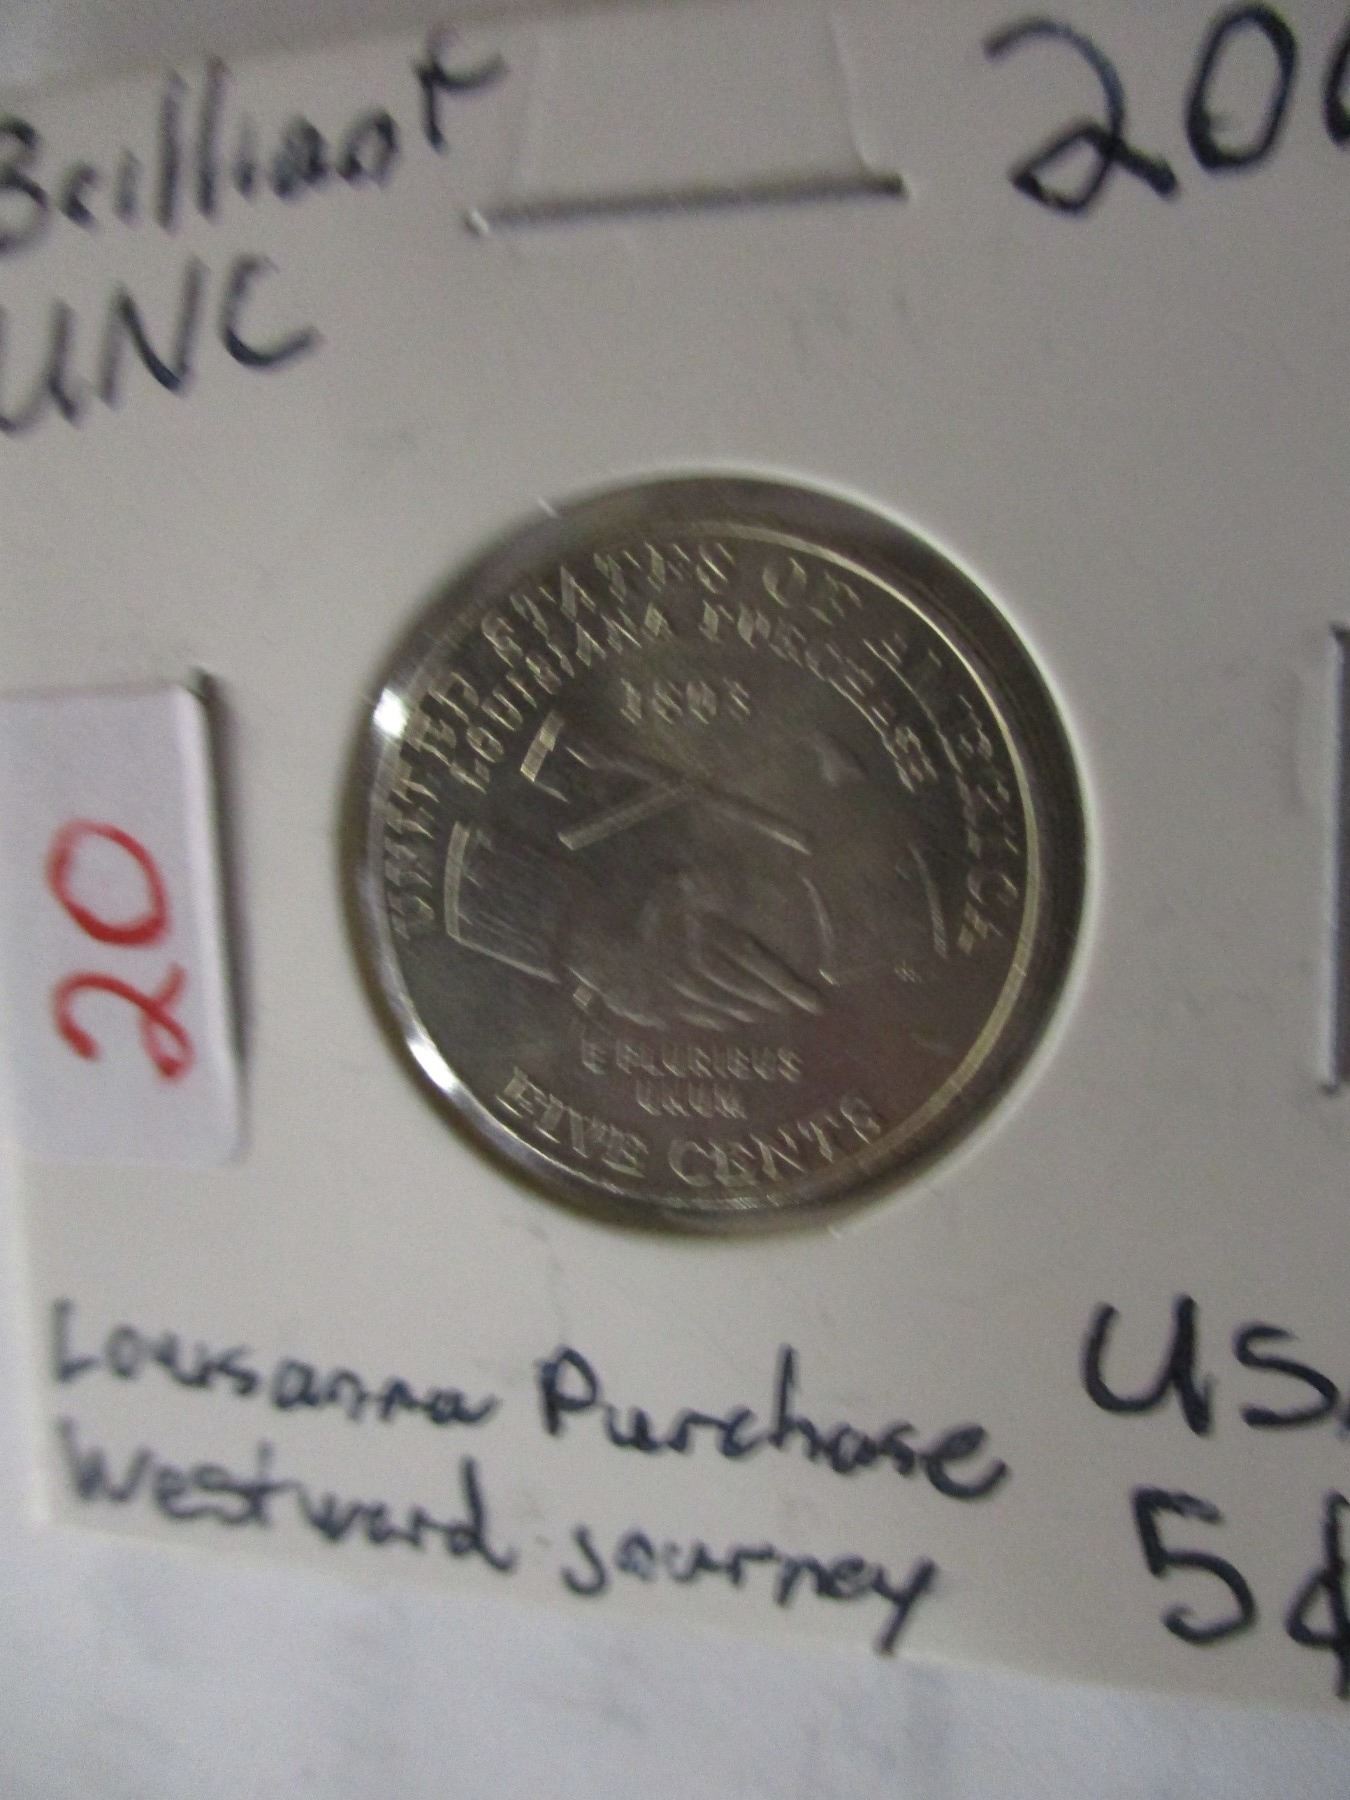 Brilliant
UNC
200
20
UNITED STATES OF AMERICA
LOUISIANA PURCHASE
1803
E PLURIBUS
UNUM
FIVE CENTS
Lousanna Purchase
Westward journey
USA
5¢